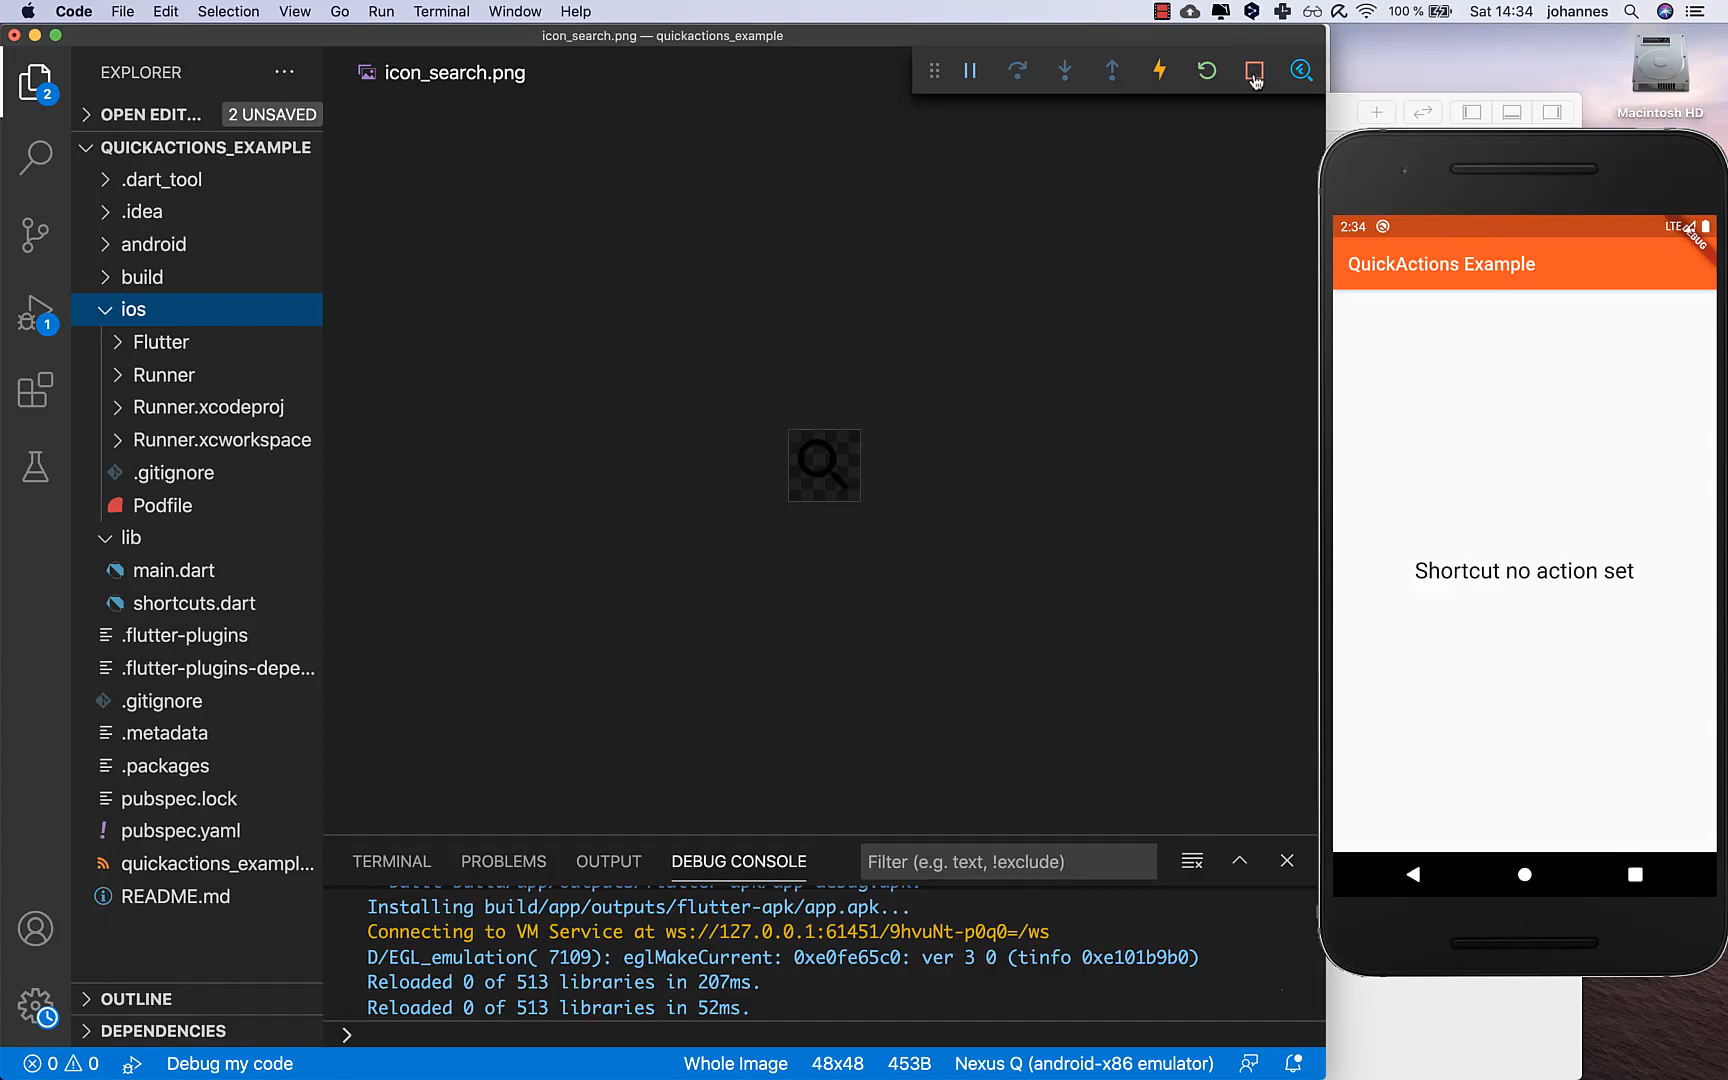 Code File Edit Selection View Go Run Terminal Window Help 100 % Sat 14:34 johannes
icon_search.png — quickactions_example
2
EXPLORER
icon_search.png
OPEN EDIT... 2 UNSAVED
QUICKACTIONS_EXAMPLE
.dart_tool
.idea
android
build
ios
Flutter
Runner
Runner.xcodeproj
Runner.xcworkspace
.gitignore
Podfile
lib
main.dart
shortcuts.dart
.flutter-plugins
.flutter-plugins-depe...
.gitignore
.metadata
.packages
pubspec.lock
pubspec.yaml
quickactions_exampl...
README.md
OUTLINE
DEPENDENCIES
1
TERMINAL PROBLEMS OUTPUT DEBUG CONSOLE Filter (e.g. text, !exclude)
Installing build/app/outputs/flutter-apk/app.apk...
Connecting to VM Service at ws://127.0.0.1:61451/9hvuNt-p0q0=/ws
D/EGL_emulation( 7109): eglMakeCurrent: 0xe0fe65c0: ver 3 0 (tinfo 0xe101b9b0)
Reloaded 0 of 513 libraries in 207ms.
Reloaded 0 of 513 libraries in 52ms.
0 0 Debug my code Whole Image 48x48 453B Nexus Q (android-x86 emulator)
Macintosh HD
2:34 LTE
DEBUG
QuickActions Example
Shortcut no action set